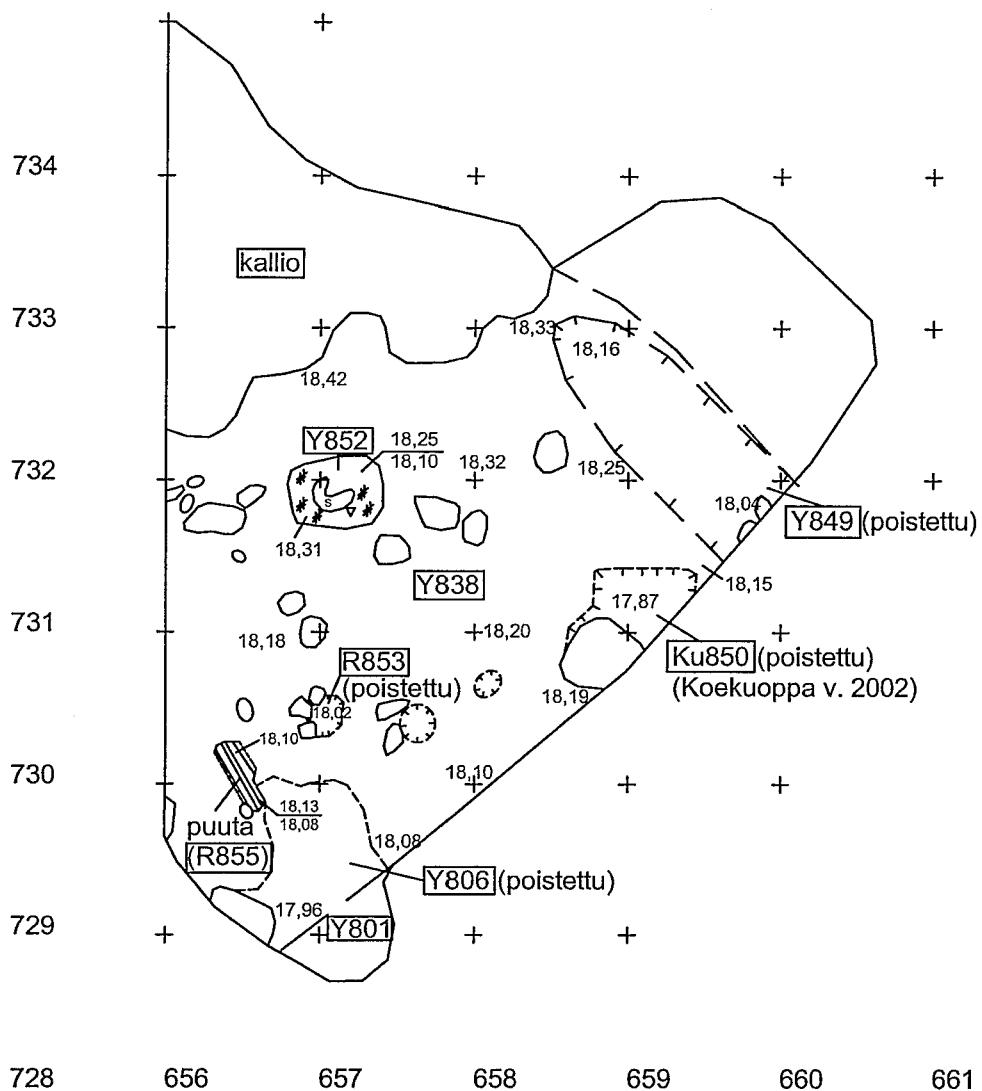 734
kallio
733
18,33
18,16
18,42
Y852
18,25
18,10
18,32
732
18,25
s
18,04
Y849 (poistettu)
18,31
Y838
18,15
17,87
731
18,18
18,20
R853
(poistettu)
Ku850 (poistettu)
(Koekuoppa v. 2002)
18,19
18,02
18,10
730
18,10
18,13
18,08
puuta
(R855)
18,08
Y806 (poistettu)
17,96
Y801
729
728 656 657 658 659 660 661